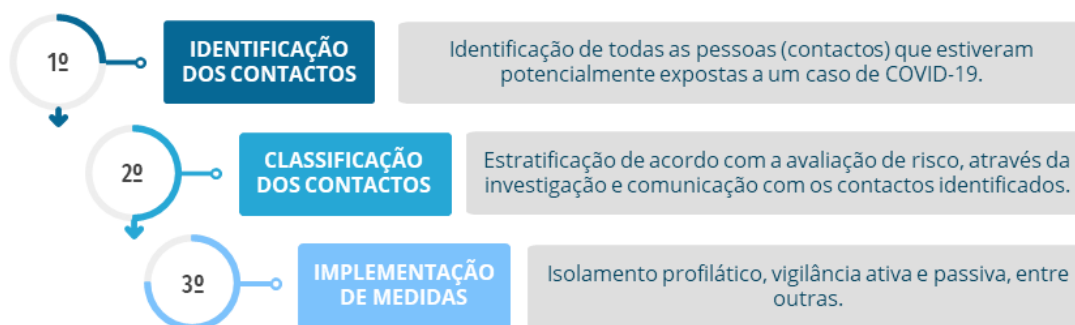 1º
IDENTIFICAÇÃO
DOS CONTACTOS
Identificação de todas as pessoas (contactos) que estiveram
potencialmente expostas a um caso de COVID-19.
2º
CLASSIFICAÇÃO
DOS CONTACTOS
Estratificação de acordo com a avaliação de risco, através da
investigação e comunicação com os contactos identificados.
3º
IMPLEMENTAÇÃO
DE MEDIDAS
Isolamento profilático, vigilância ativa e passiva, entre
outras.